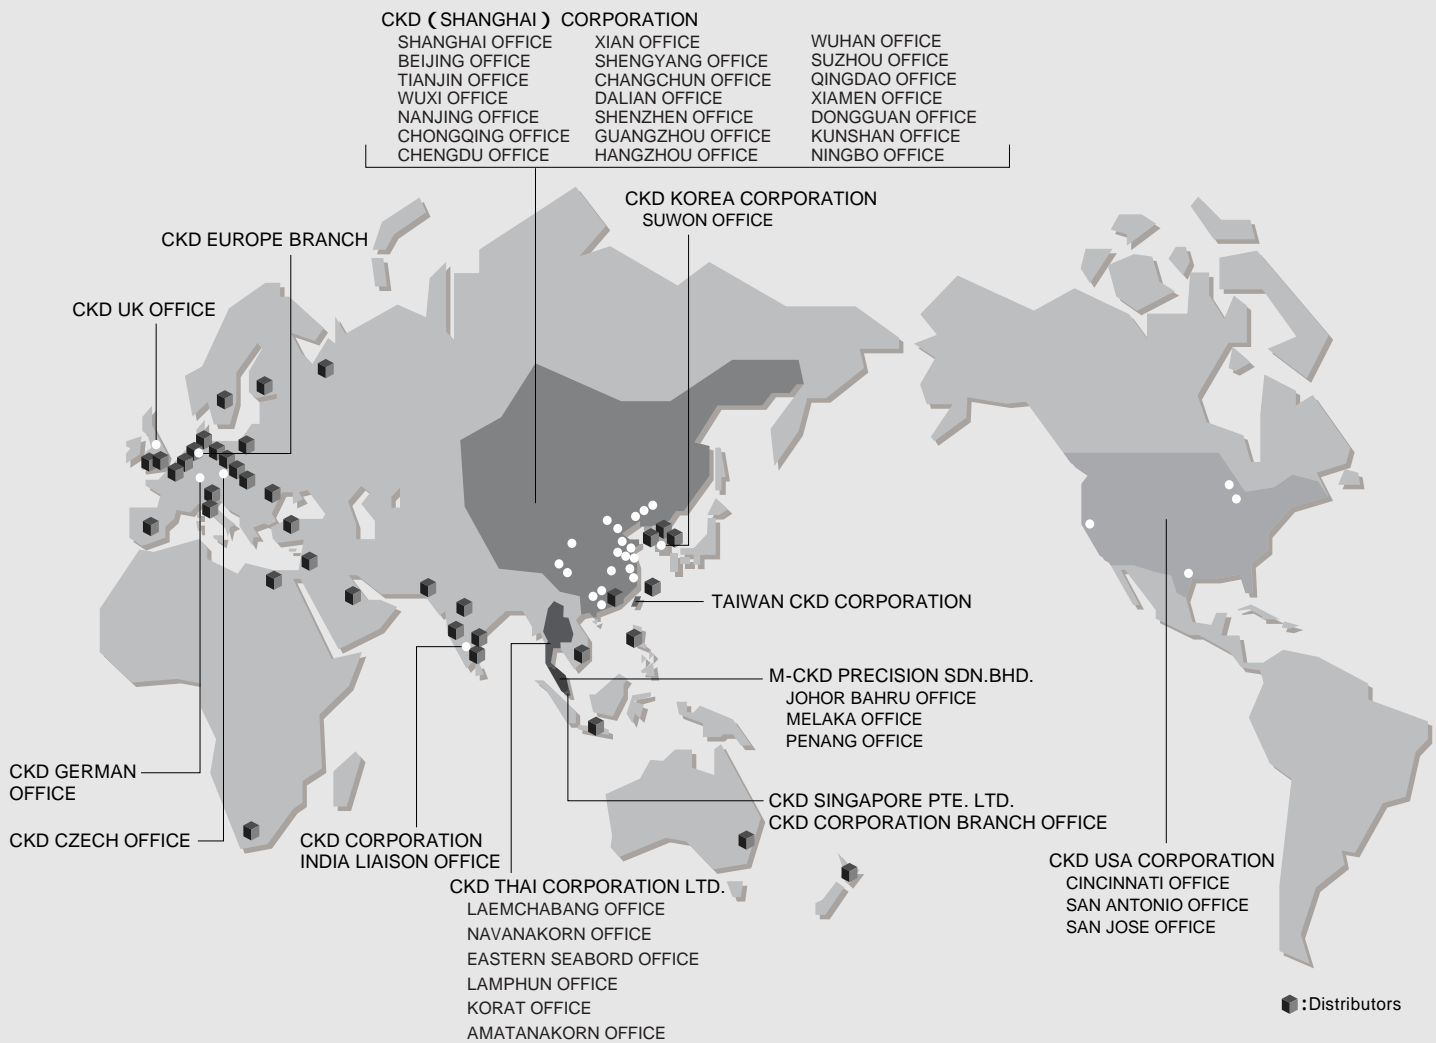 CKD (SHANGHAI) CORPORATION
SHANGHAI OFFICE
BEIJING OFFICE
TIANJIN OFFICE
WUXI OFFICE
NANJING OFFICE
CHONGQING OFFICE
CHENGDU OFFICE
XIAN OFFICE
SHENGYANG OFFICE
CHANGCHUN OFFICE
DALIAN OFFICE
SHENZHEN OFFICE
GUANGZHOU OFFICE
HANGZHOU OFFICE
WUHAN OFFICE
SUZHOU OFFICE
QINGDAO OFFICE
XIAMEN OFFICE
DONGGUAN OFFICE
KUNSHAN OFFICE
NINGBO OFFICE
CKD KOREA CORPORATION
SUWON OFFICE
CKD EUROPE BRANCH
CKD UK OFFICE
TAIWAN CKD CORPORATION
M-CKD PRECISION SDN.BHD.
JOHOR BAHRU OFFICE
MELAKA OFFICE
PENANG OFFICE
CKD GERMAN
OFFICE
CKD CZECH OFFICE
CKD CORPORATION
INDIA LIAISON OFFICE
CKD SINGAPORE PTE. LTD.
CKD CORPORATION BRANCH OFFICE
CKD THAI CORPORATION LTD.
LAEMCHABANG OFFICE
NAVANAKORN OFFICE
EASTERN SEABORD OFFICE
LAMPHUN OFFICE
KORAT OFFICE
AMATANAKORN OFFICE
CKD USA CORPORATION
CINCINNATI OFFICE
SAN ANTONIO OFFICE
SAN JOSE OFFICE
:Distributors